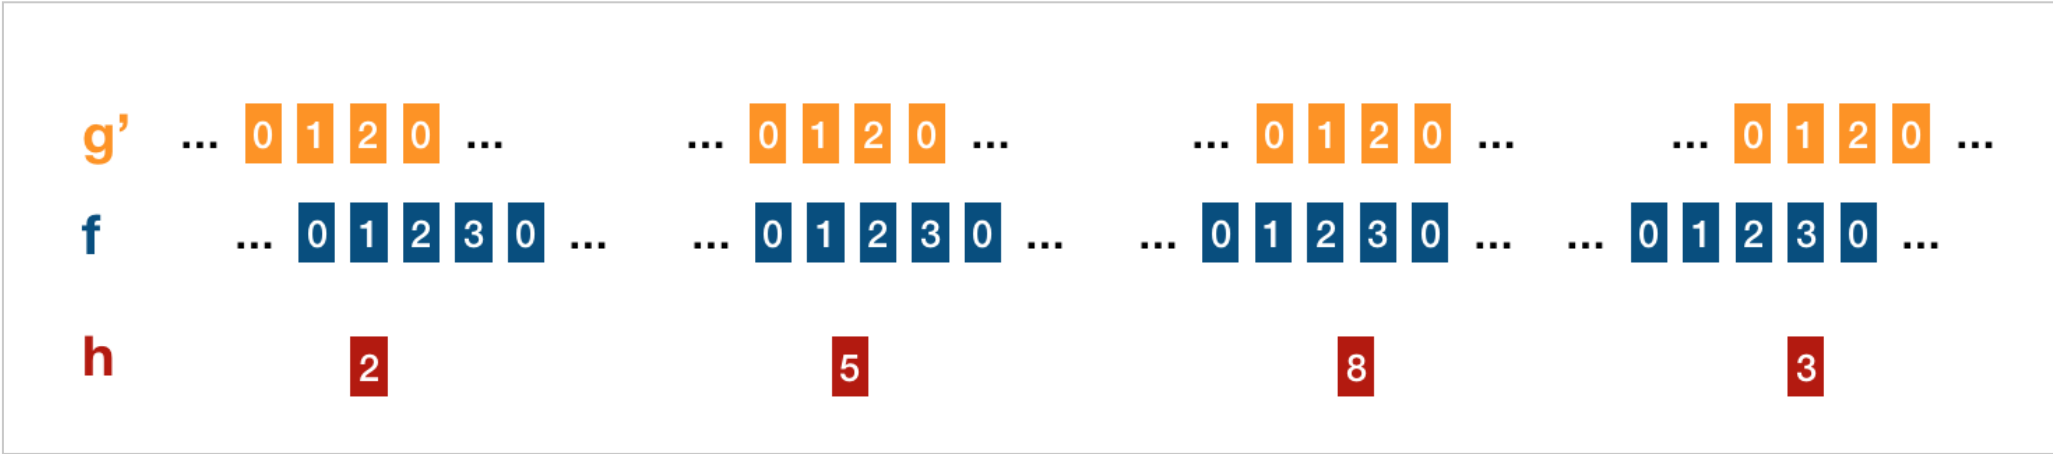 g’ ... 0 1 2 0 ... ... 0 1 2 0 ... ... 0 1 2 0 ... ... 0 1 2 0 ...
f ... 0 1 2 3 0 ... ... 0 1 2 3 0 ... ... 0 1 2 3 0 ... ... 0 1 2 3 0 ...
h 2 5 8 3